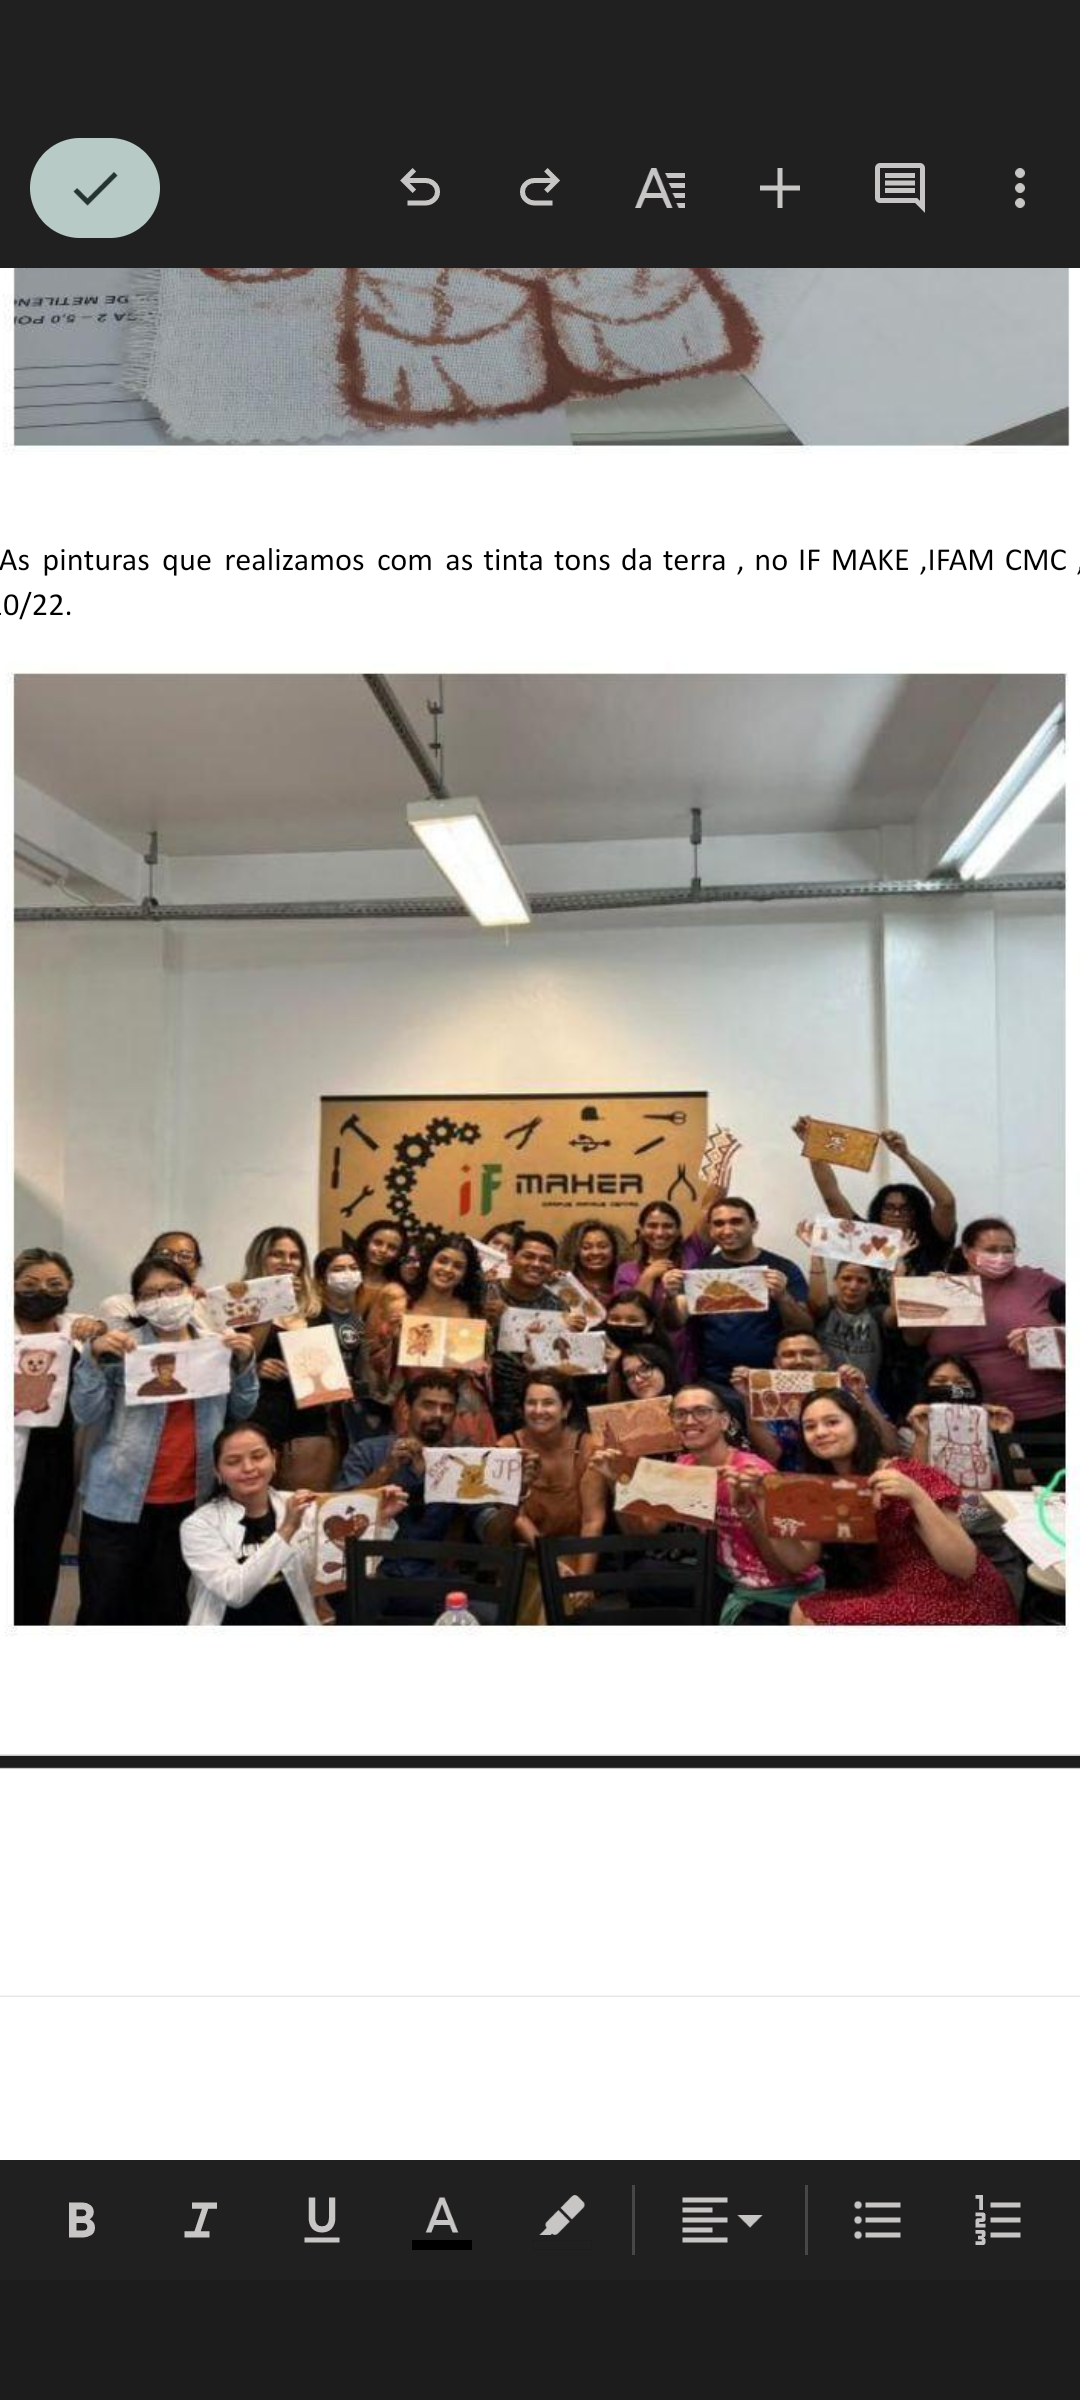 As pinturas que realizamos com as tinta tons da terra , no IF MAKE ,IFAM CMC ,
0/22.
iF MAKER
JP
B I U A